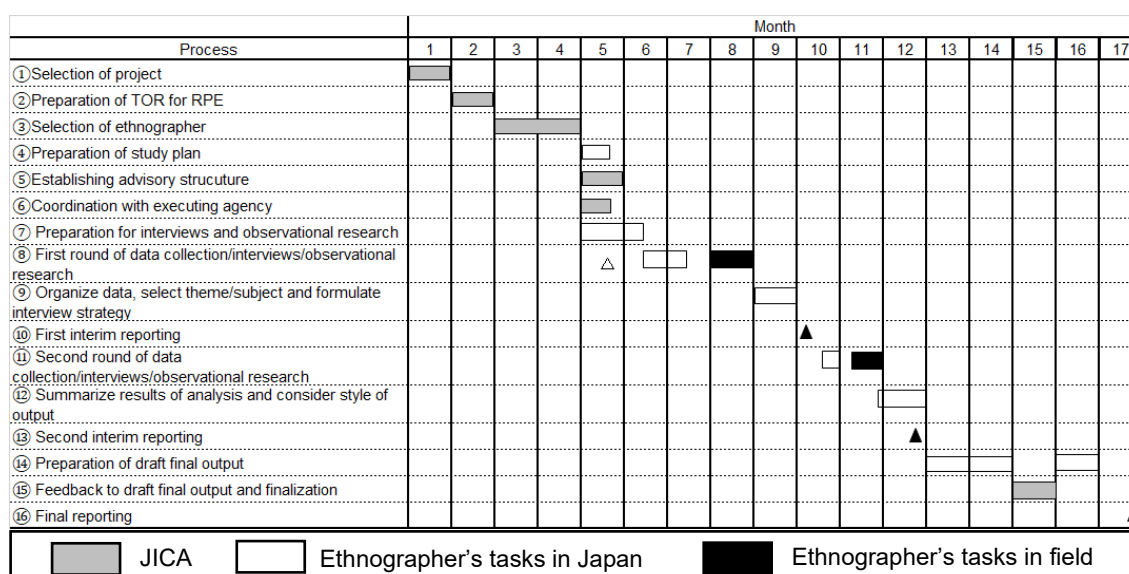 Month
Process 1 2 3 4 5 6 7 8 9 10 11 12 13 14 15 16 17
①Selection of project
②Preparation of TOR for RPE
③Selection of ethnographer
④Preparation of study plan
⑤Establishing advisory strucuture
⑥Coordination with executing agency
⑦ Preparation for interviews and observational research
⑧ First round of data collection/interviews/observational
research
⑨ Organize data, select theme/subject and formulate
interview strategy
⑩ First interim reporting
⑪ Second round of data
collection/interviews/observational research
⑫ Summarize results of analysis and consider style of
output
⑬ Second interim reporting
⑭ Preparation of draft final output
⑮ Feedback to draft final output and finalization
⑯ Final reporting
JICA Ethnographer's tasks in Japan Ethnographer's tasks in field